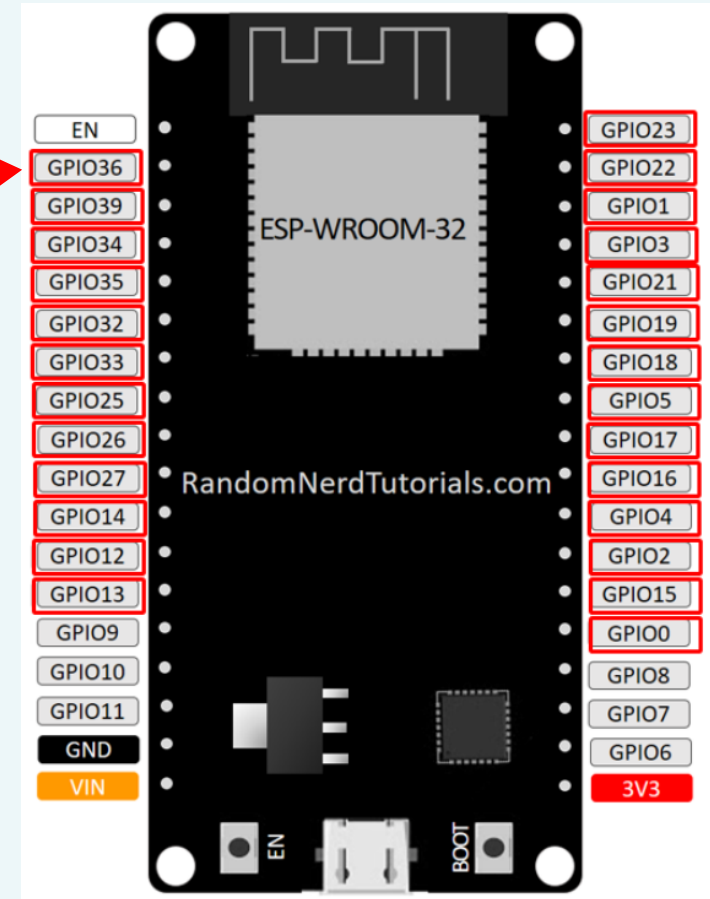 EN
GPIO36
GPIO39
GPIO34
GPIO35
GPIO32
GPIO33
GPIO25
GPIO26
GPIO27
GPIO14
GPIO12
GPIO13
GPIO9
GPIO10
GPIO11
GND
VIN
ESP-WROOM-32
RandomNerdTutorials.com
EN
BOOT
GPIO23
GPIO22
GPIO1
GPIO3
GPIO21
GPIO19
GPIO18
GPIO5
GPIO17
GPIO16
GPIO4
GPIO2
GPIO15
GPIO0
GPIO8
GPIO7
GPIO6
3V3